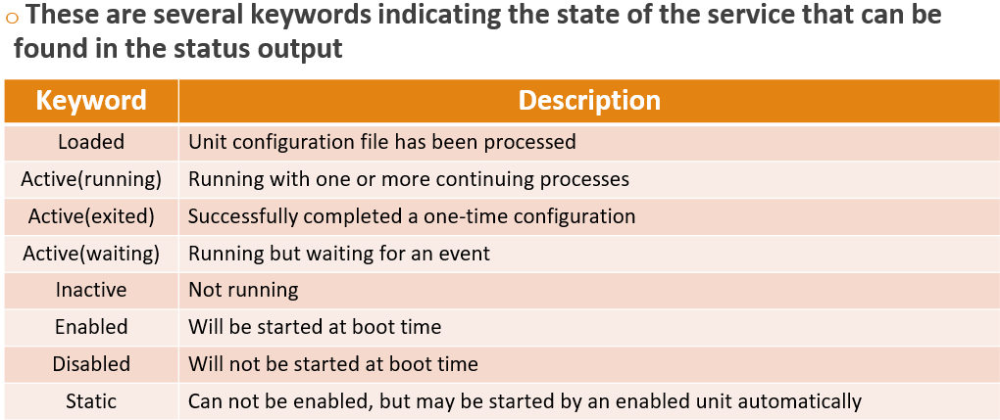 o These are several keywords indicating the state of the service that can be
found in the status output
Keyword Description
Loaded Unit configuration file has been processed
Active(running) Running with one or more continuing processes
Active(exited) Successfully completed a one-time configuration
Active(waiting) Running but waiting for an event
Inactive Not running
Enabled Will be started at boot time
Disabled Will not be started at boot time
Static Can not be enabled, but may be started by an enabled unit automatically